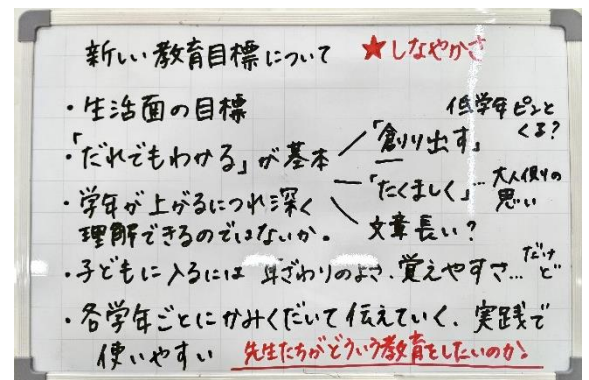 新しい教育目標について ★しなやかさ
・生活面の目標
低学年ピンと
くる?
・「だれでもわかる」が基本
「創り出す」
「たくましく」…大人側の
思い
文章長い?
・学年が上がるにつれ深く
理解できるのではないか。
・子どもに入るには 耳ざわりのよさ、覚えやすさ…だけ
ど
・各学年ごとにかみくだいて伝えていく、実践で
使いやすい 先生たちがどういう教育をしたいのか。